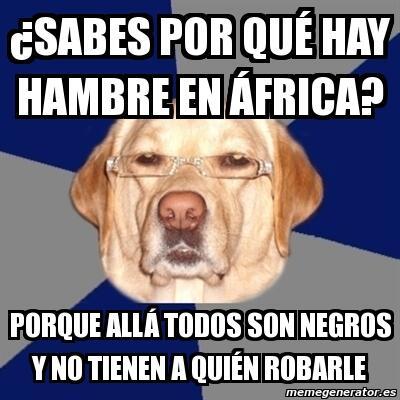 ¿SABES POR QUÉ HAY
HAMBRE EN ÁFRICA?
PORQUE ALLÁ TODOS SON NEGROS
Y NO TIENEN A QUIÉN ROBARLE
memegenerator.es